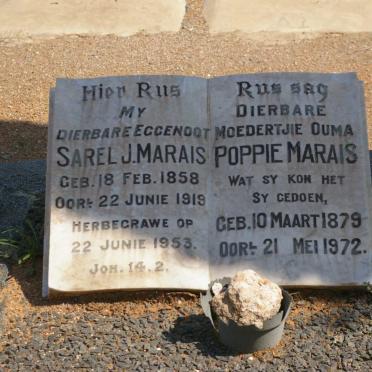 Hier Rus
My
Dierbare Eggenoot
Sarel J. Marais
Geb. 18 Feb. 1858
Oorl. 22 Junie 1919
Herbegrawe op
22 Junie 1953.
Joh. 14. 2.
Rus sag
Dierbare
Moedertjie Ouma
Poppie Marais
Wat sy kon het
Sy gedoen,
Geb. 10 Maart 1879
Oorl. 21 Mei 1972.